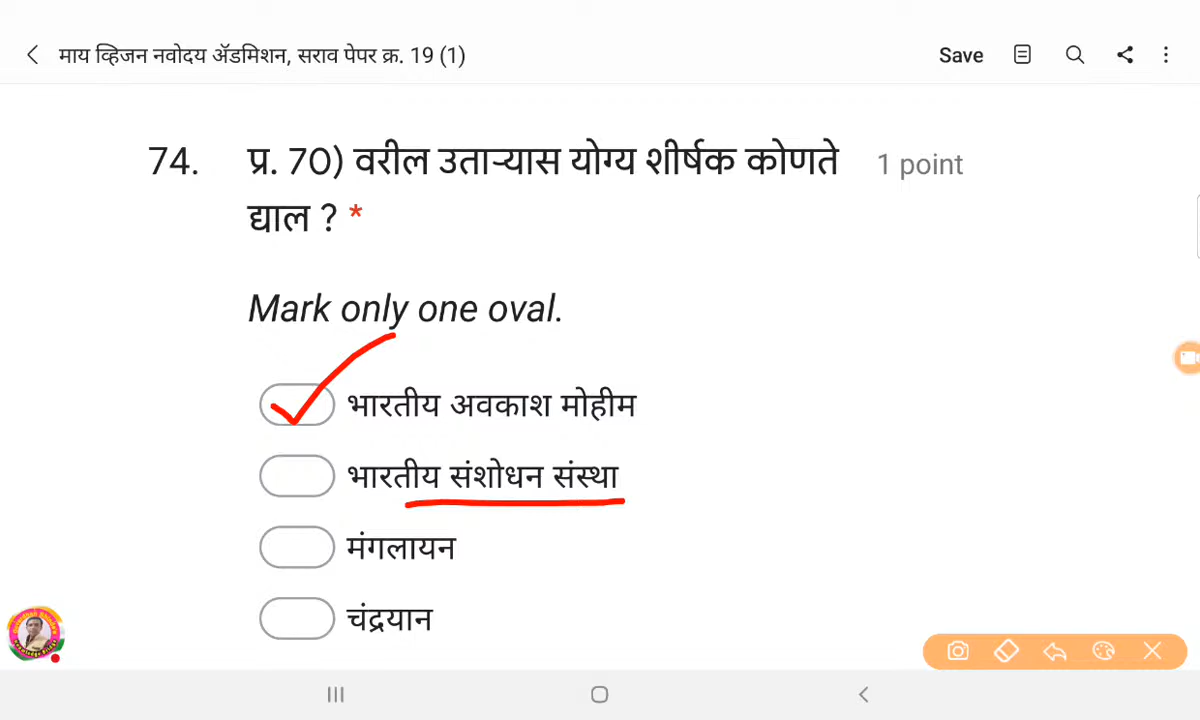 माय व्हिजन नवोदय ॲडमिशन, सराव पेपर क्र. 19 (1)
Save
74. प्र. 70) वरील उताऱ्यास योग्य शीर्षक कोणते 1 point
द्याल ? *
Mark only one oval.
भारतीय अवकाश मोहीम
भारतीय संशोधन संस्था
मंगलायन
चंद्रयान